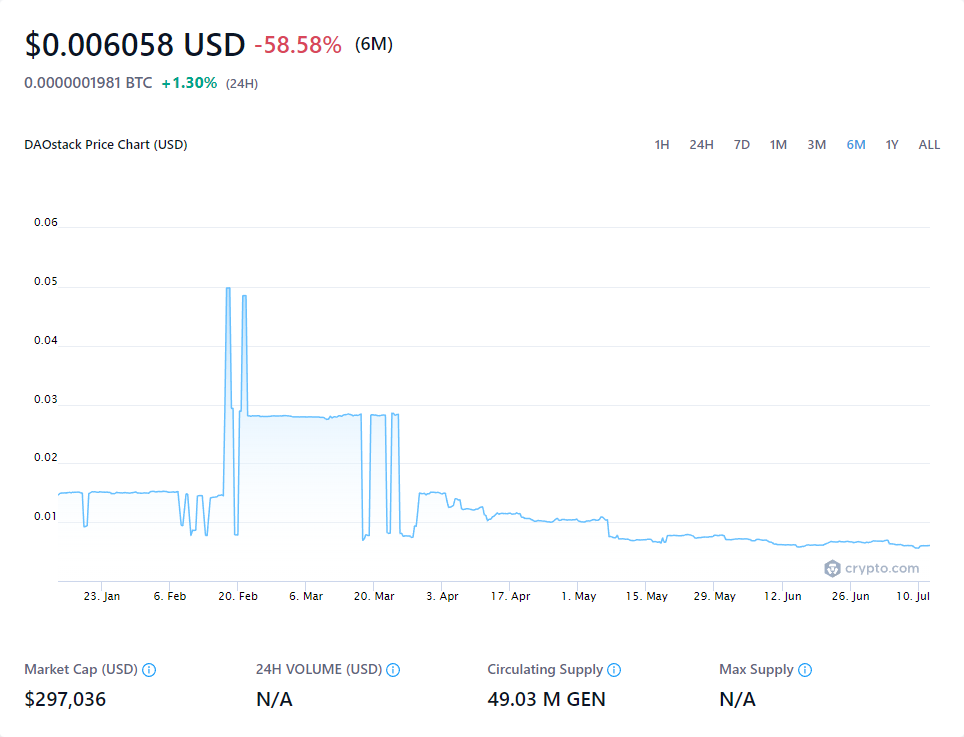 $0.006058 USD -58.58% (6M)
0.0000001981 BTC +1.30% (24H)
DAOstack Price Chart (USD) 1H 24H 7D 1M 3M 6M 1Y ALL
0.06
0.05
0.04
0.03
0.02
0.01
crypto.com
23. Jan 6. Feb 20. Feb 6. Mar 20. Mar 3. Apr 17. Apr 1. May 15. May 29. May 12. Jun 26. Jun 10. Jul
Market Cap (USD) 24H VOLUME (USD) Circulating Supply Max Supply
$297,036 N/A 49.03 M GEN N/A